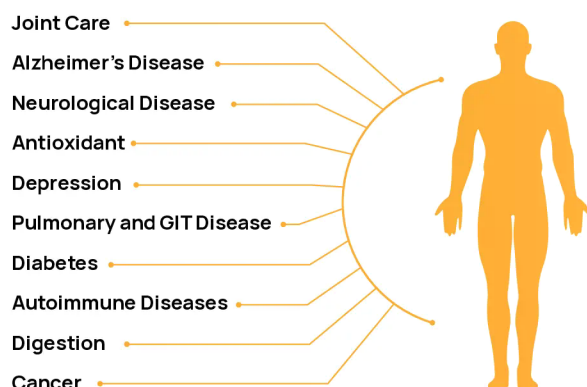 Joint Care
Alzheimer's Disease
Neurological Disease
Antioxidant
Depression
Pulmonary and GIT Disease
Diabetes
Autoimmune Diseases
Digestion
Cancer